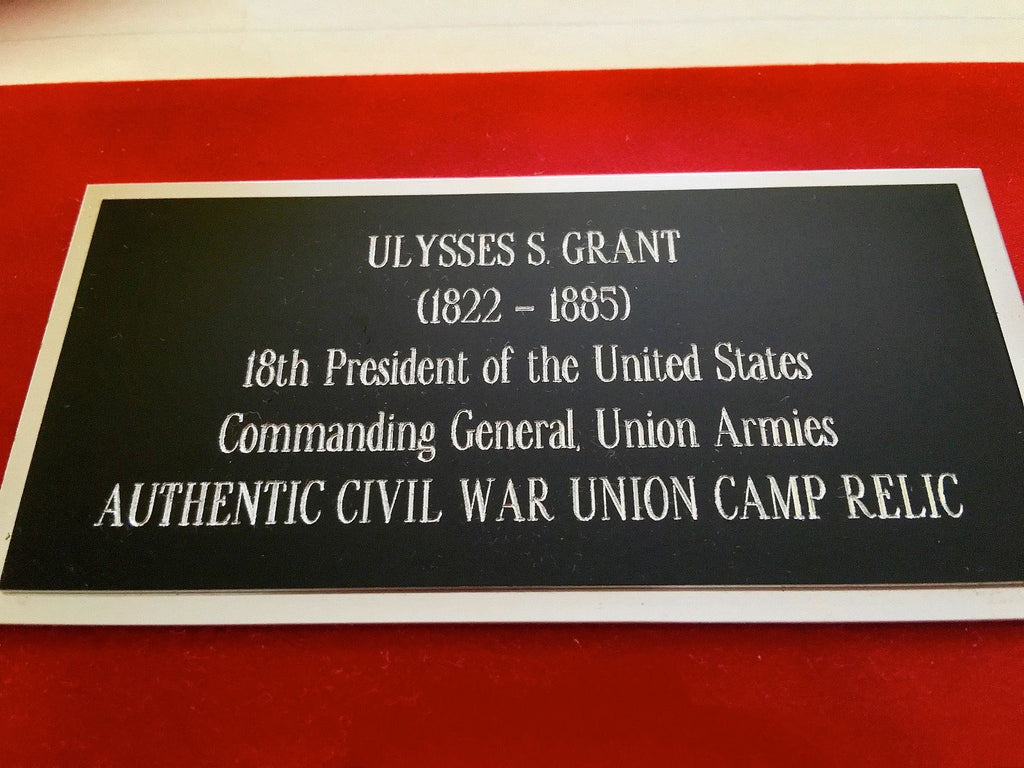 ULYSSES S. GRANT
(1822 – 1885)
18th President of the United States
Commanding General, Union Armies
AUTHENTIC CIVIL WAR UNION CAMP RELIC